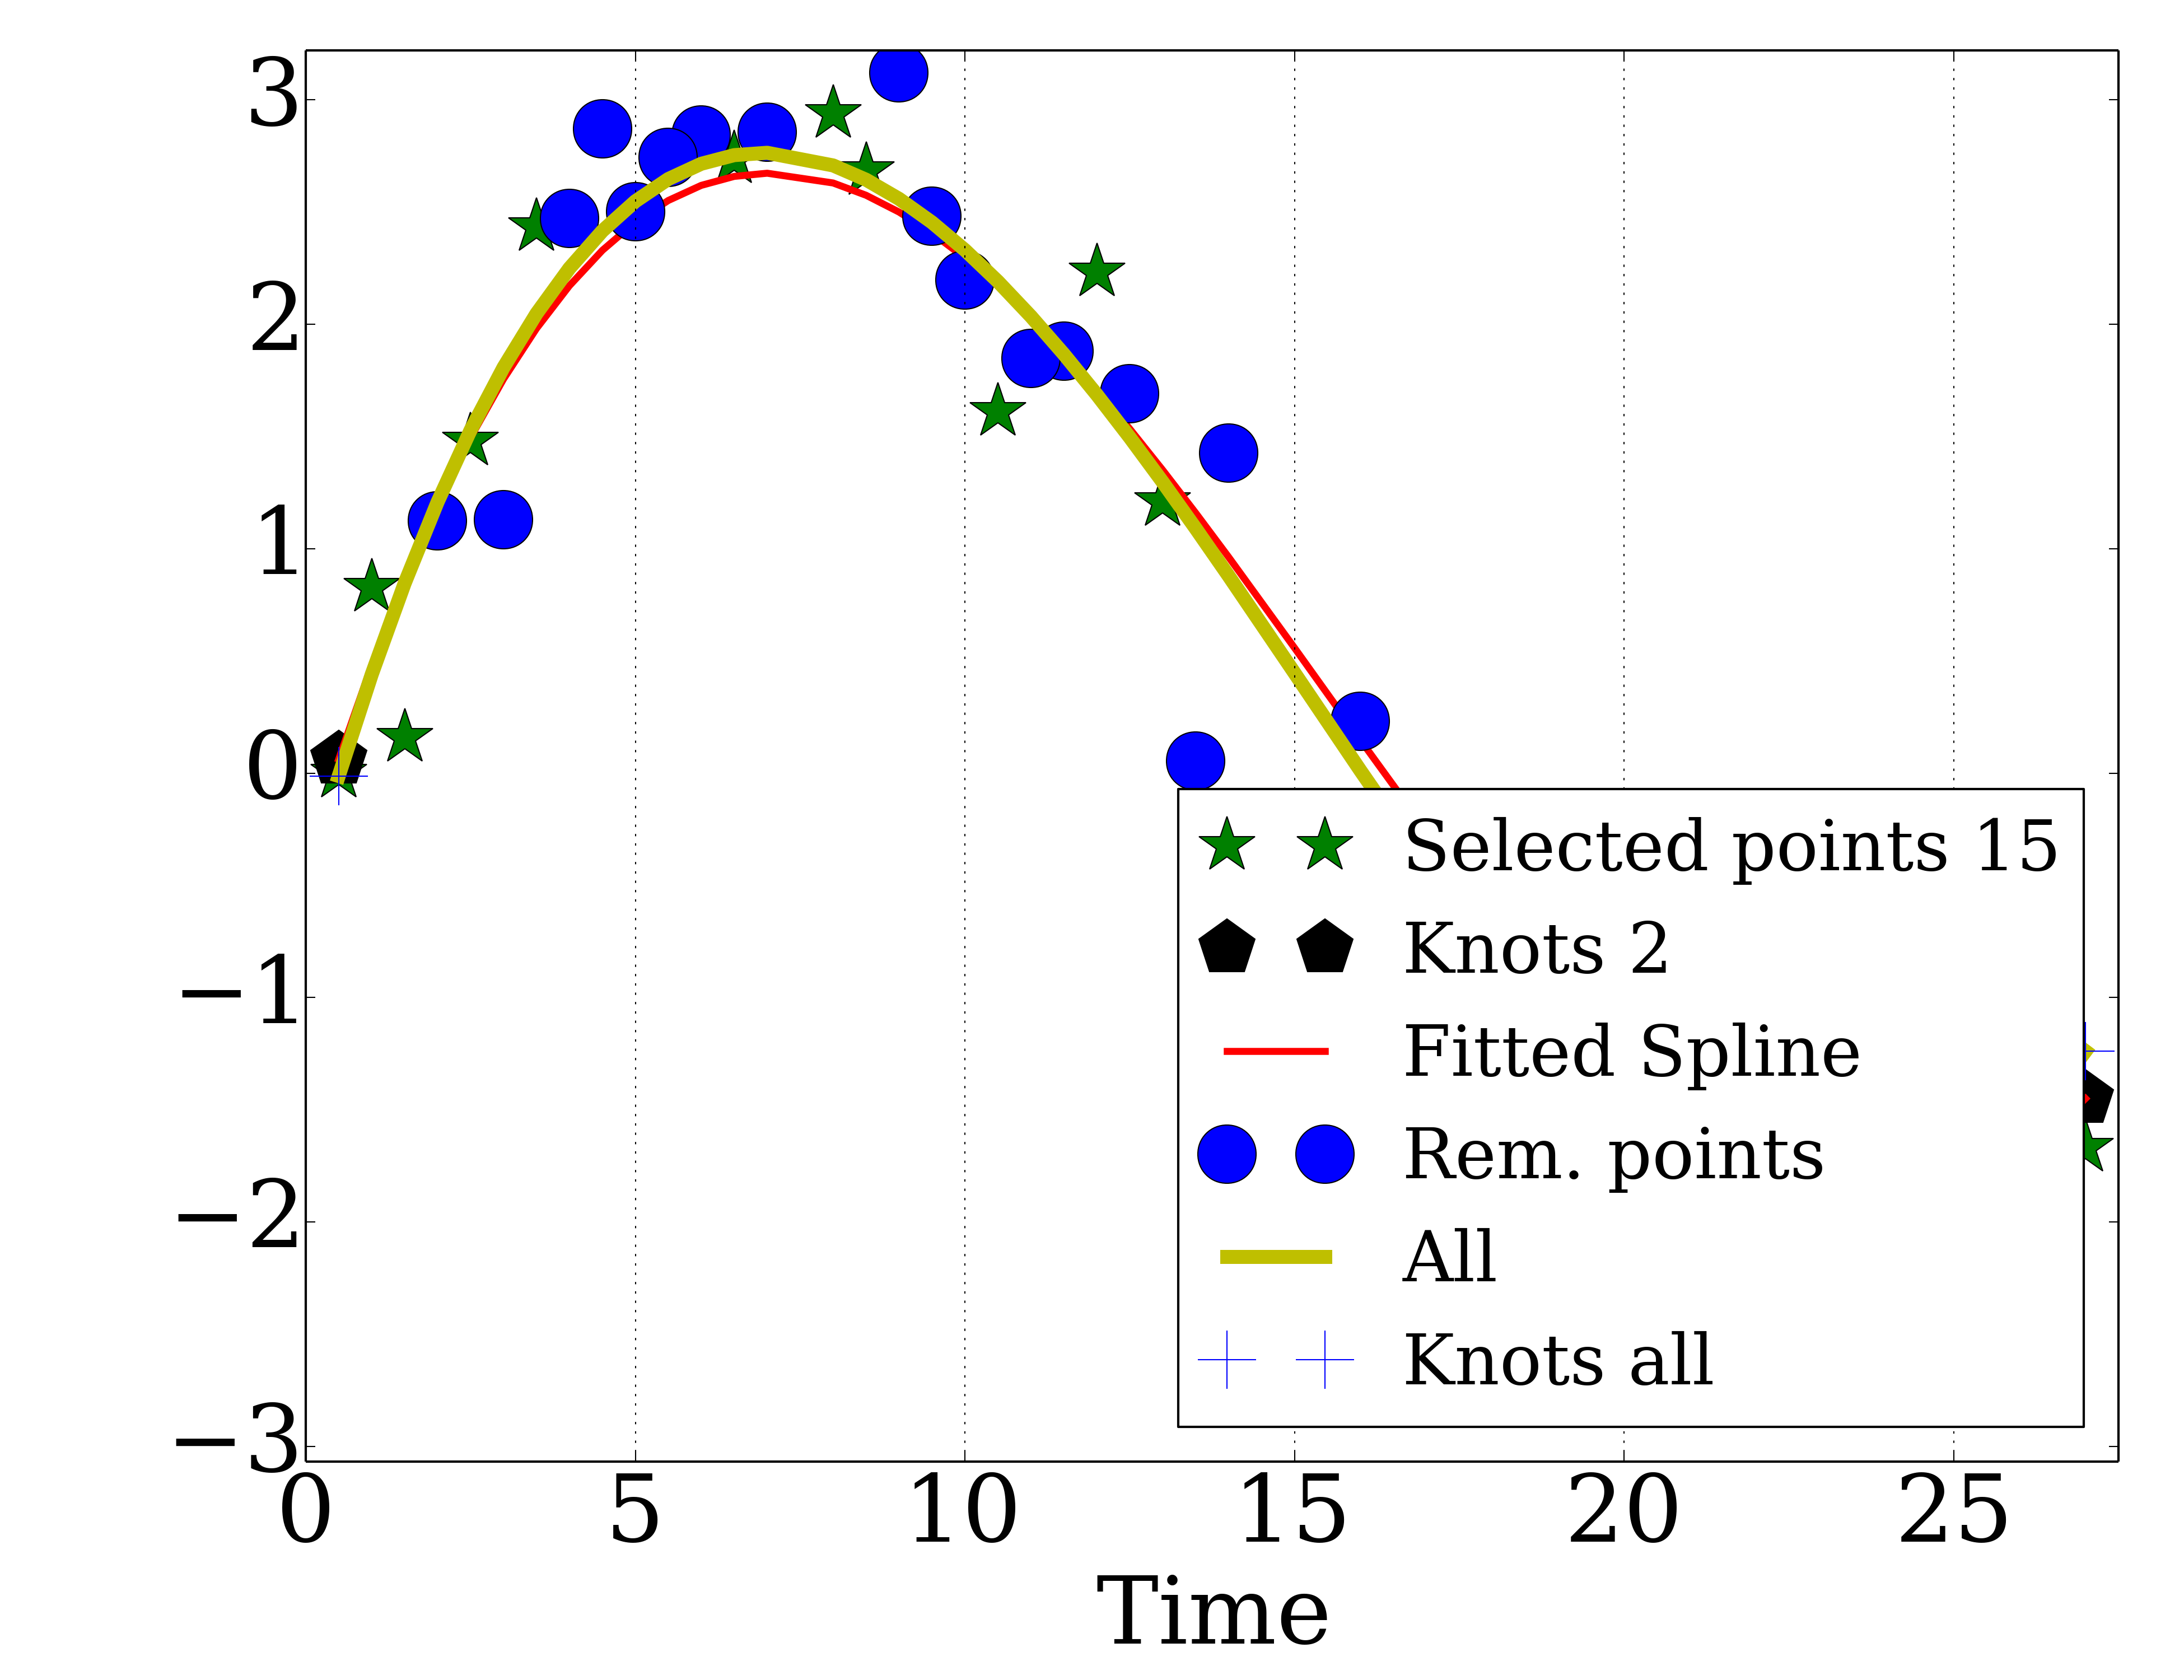 3
2
1
0
−1
−2
−3
0 5 10 15 20 25
Time
Selected points 15
Knots 2
Fitted Spline
Rem. points
All
Knots all